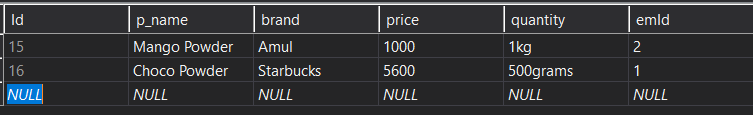 Id p_name brand price quantity emId
15 Mango Powder Amul 1000 1kg 2
16 Choco Powder Starbucks 5600 500grams 1
NULL NULL NULL NULL NULL NULL